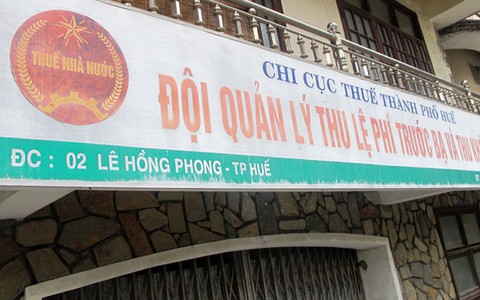 THUẾ NHÀ NƯỚC
CHI CỤC THUẾ THÀNH PHỐ HUẾ
ĐỘI QUẢN LÝ THU LỆ PHÍ TRƯỚC BẠ VÀ THU
ĐC : 02 LÊ HỒNG PHONG - TP HUẾ